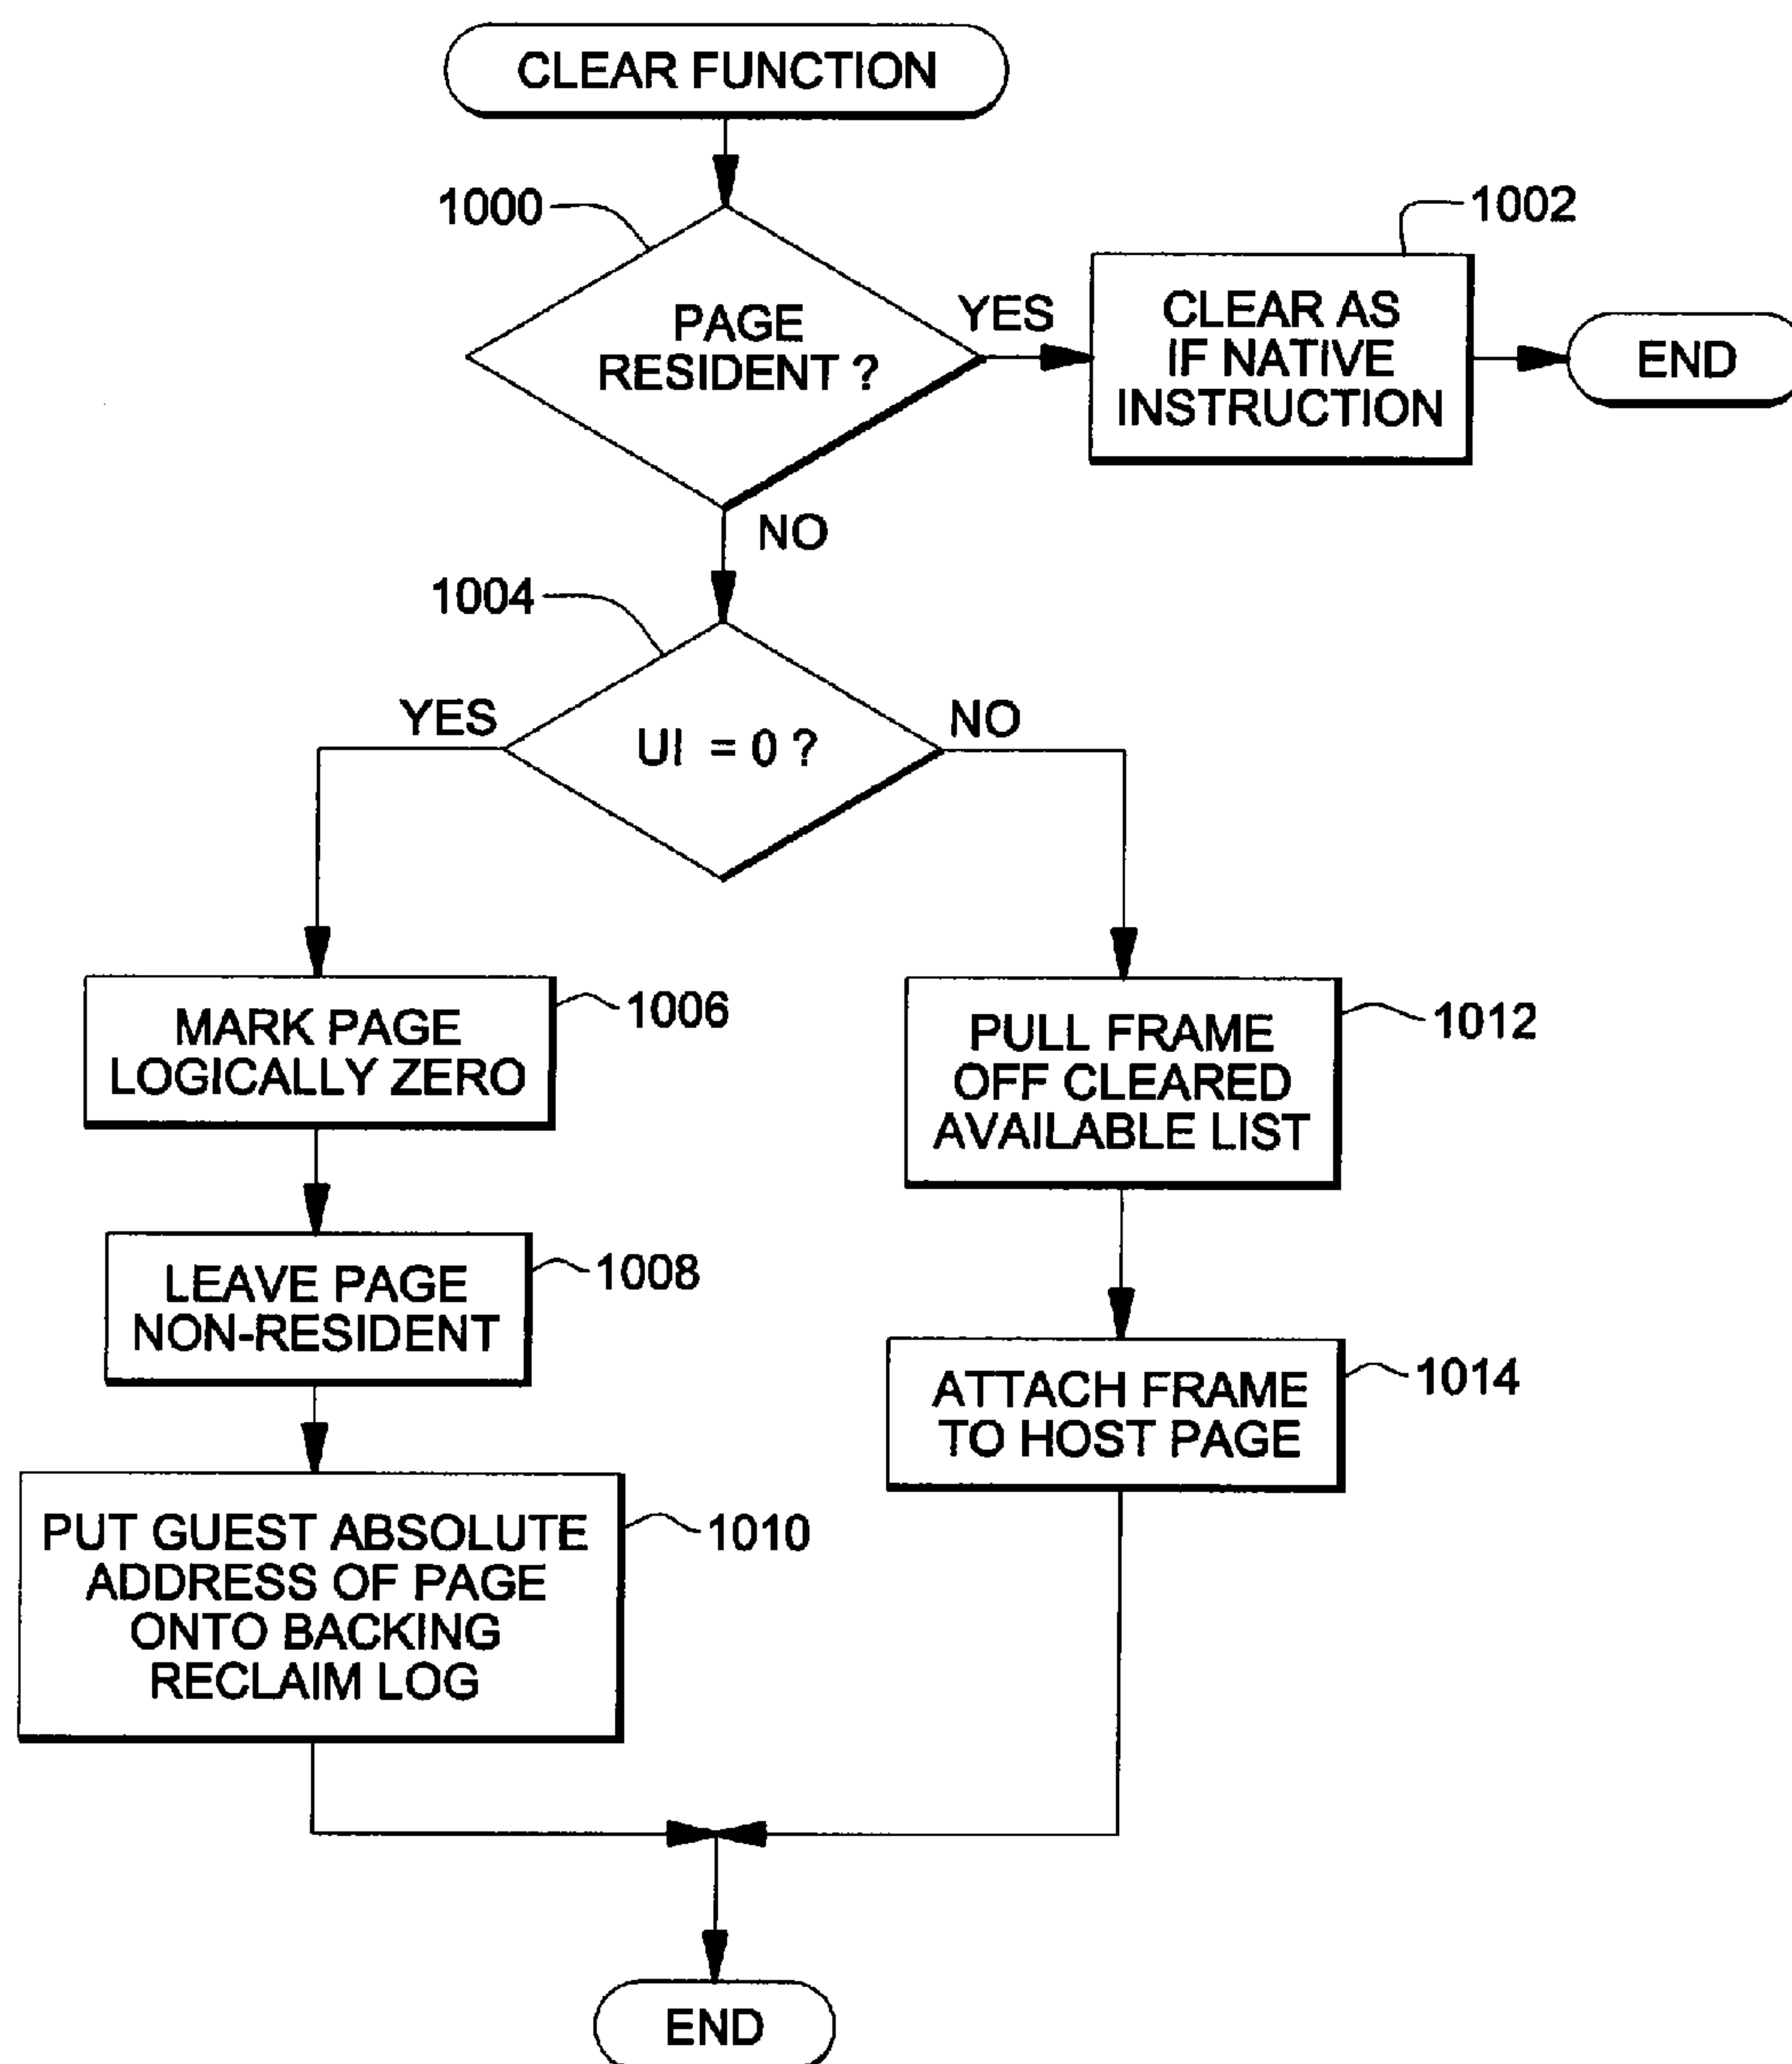 CLEAR FUNCTION
1000
1002
PAGE
RESIDENT ?
YES
CLEAR AS
IF NATIVE
INSTRUCTION
END
NO
1004
YES
NO
UI = 0 ?
MARK PAGE
LOGICALLY ZERO
1006
PULL FRAME
OFF CLEARED
AVAILABLE LIST
1012
LEAVE PAGE
NON-RESIDENT
1008
ATTACH FRAME
TO HOST PAGE
1014
PUT GUEST ABSOLUTE
ADDRESS OF PAGE
ONTO BACKING
RECLAIM LOG
1010
END